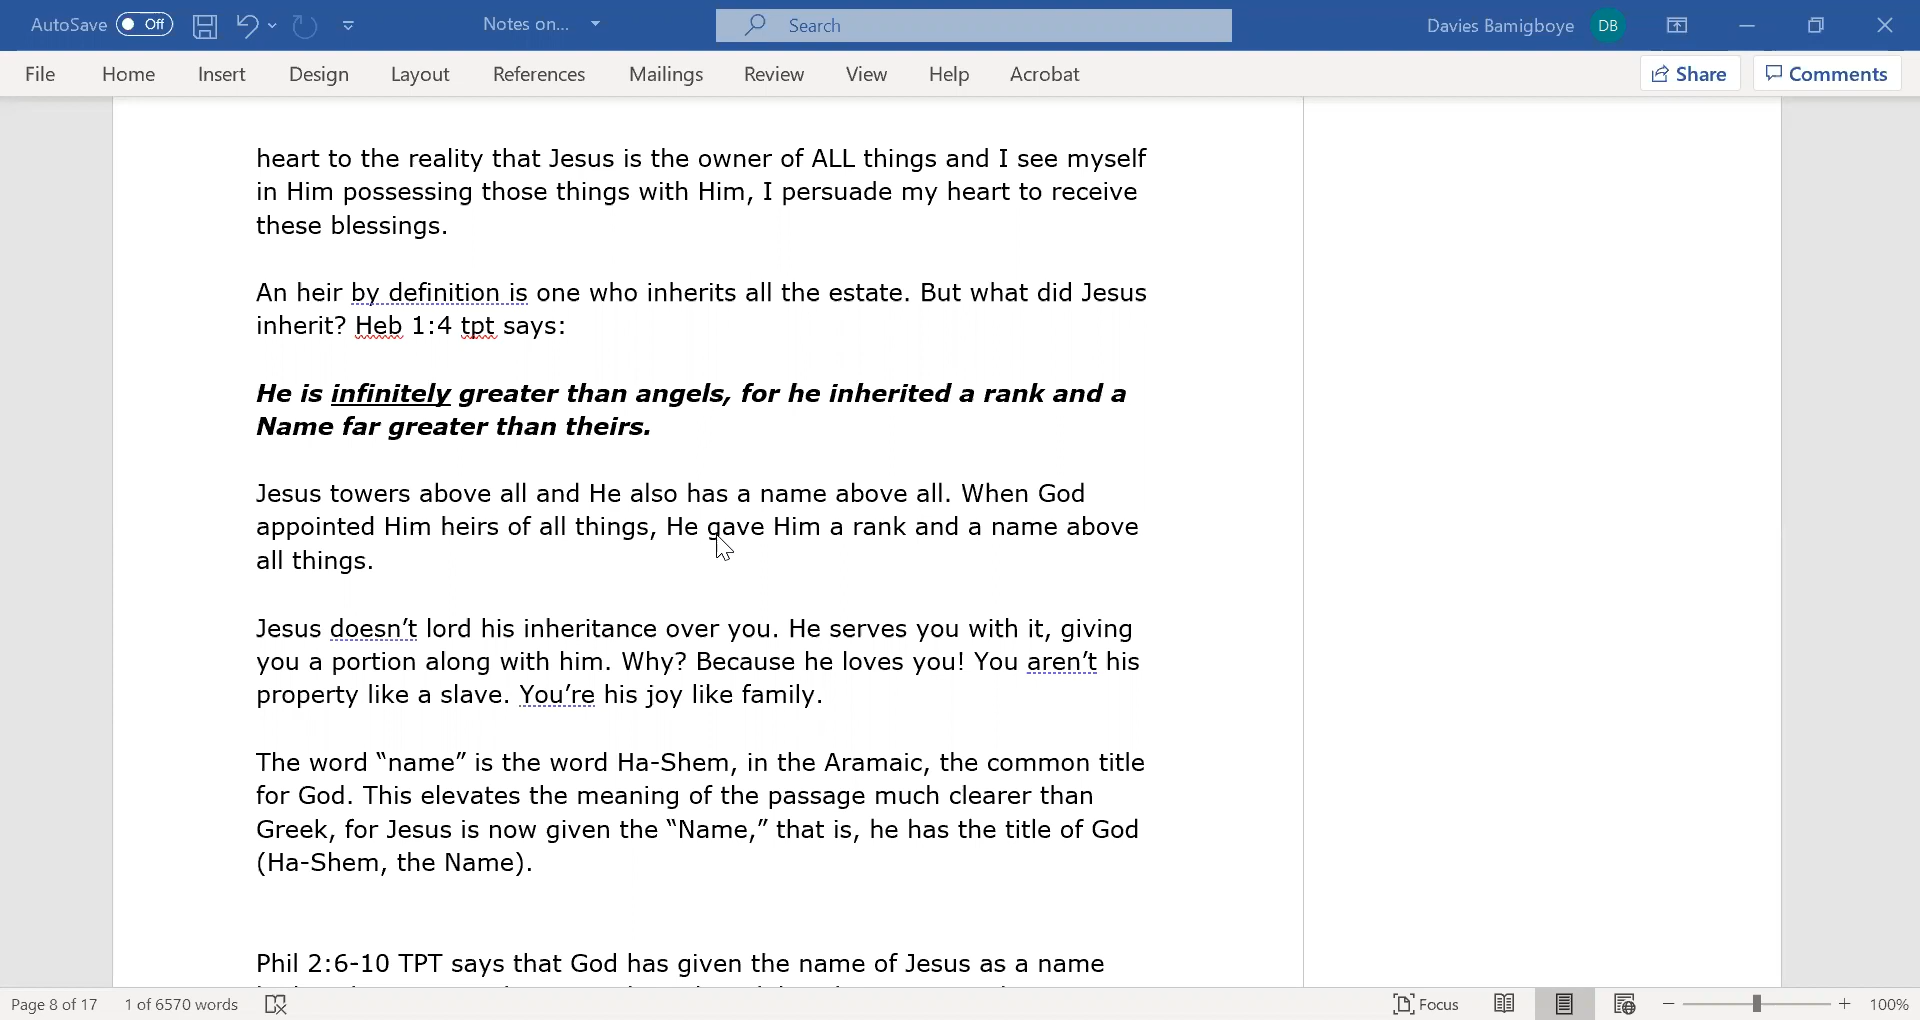 AutoSave Off Notes on... Search Davies Bamigboye DB
File Home Insert Design Layout References Mailings Review View Help Acrobat Share Comments
heart to the reality that Jesus is the owner of ALL things and I see myself
in Him possessing those things with Him, I persuade my heart to receive
these blessings.
An heir by definition is one who inherits all the estate. But what did Jesus
inherit? Heb 1:4 tpt says:
He is infinitely greater than angels, for he inherited a rank and a
Name far greater than theirs.
Jesus towers above all and He also has a name above all. When God
appointed Him heirs of all things, He gave Him a rank and a name above
all things.
Jesus doesn’t lord his inheritance over you. He serves you with it, giving
you a portion along with him. Why? Because he loves you! You aren’t his
property like a slave. You’re his joy like family.
The word “name” is the word Ha-Shem, in the Aramaic, the common title
for God. This elevates the meaning of the passage much clearer than
Greek, for Jesus is now given the “Name,” that is, he has the title of God
(Ha-Shem, the Name).
Phil 2:6-10 TPT says that God has given the name of Jesus as a name
Page 8 of 17 1 of 6570 words Focus 100%